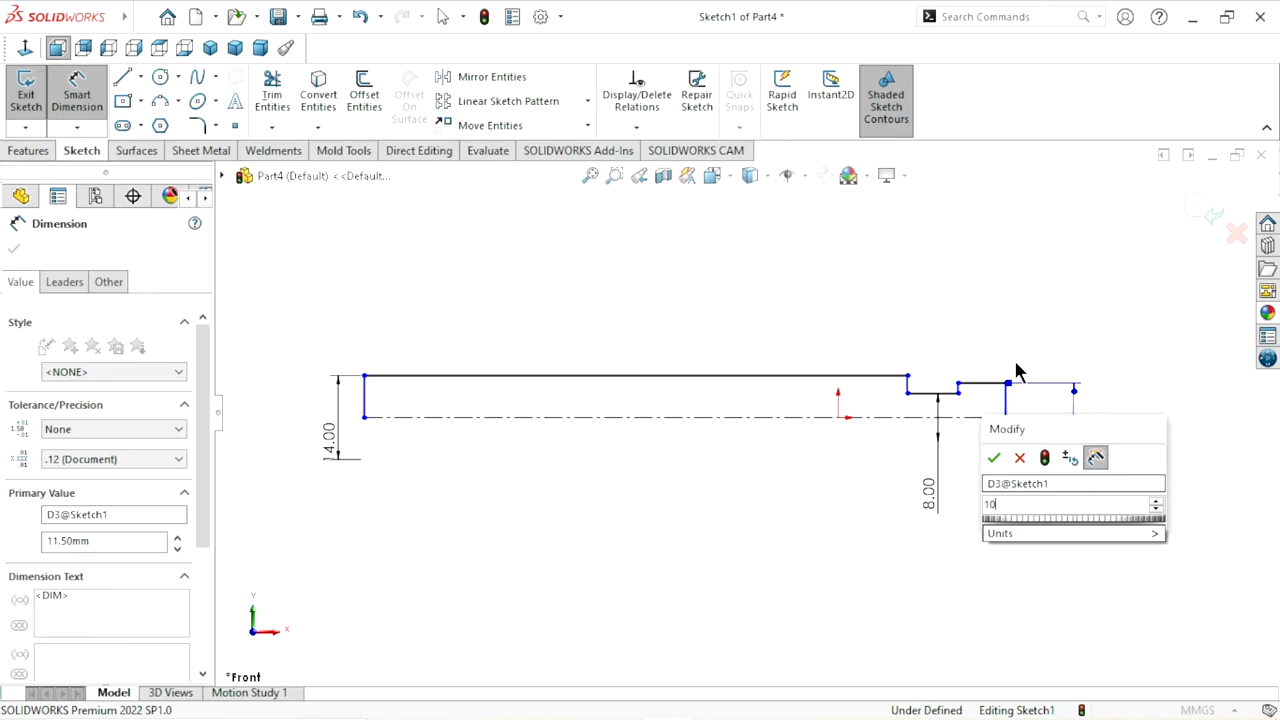 SOLIDWORKS
Sketch1 of Part4 *
Search Commands
Exit Sketch
Smart Dimension
Trim Entities
Convert Entities
Offset Entities
Offset On Surface
Mirror Entities
Linear Sketch Pattern
Move Entities
Display/Delete Relations
Repair Sketch
Quick Snaps
Rapid Sketch
Instant2D
Shaded Sketch Contours
Features
Sketch
Surfaces
Sheet Metal
Weldments
Mold Tools
Direct Editing
Evaluate
SOLIDWORKS Add-Ins
SOLIDWORKS CAM
Part4 (Default) <<Default...
Dimension
Value
Leaders
Other
Style
<NONE>
Tolerance/Precision
None
.12 (Document)
Primary Value
D3@Sketch1
11.50mm
Dimension Text
<DIM>
14.00
8.00
Modify
D3@Sketch1
10
Units
Y
X
*Front
Model
3D Views
Motion Study 1
SOLIDWORKS Premium 2022 SP1.0
Under Defined
Editing Sketch1
MMGS